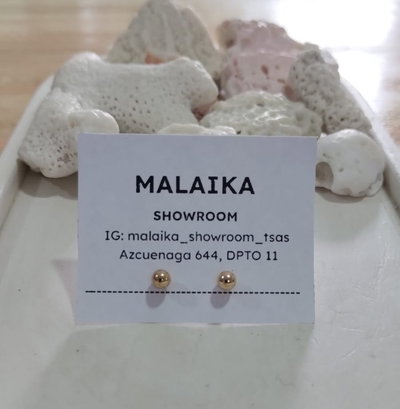 MALAIKA
SHOWROOM
IG: malaika_showroom_tsas
Azcuenaga 644, DPTO 11